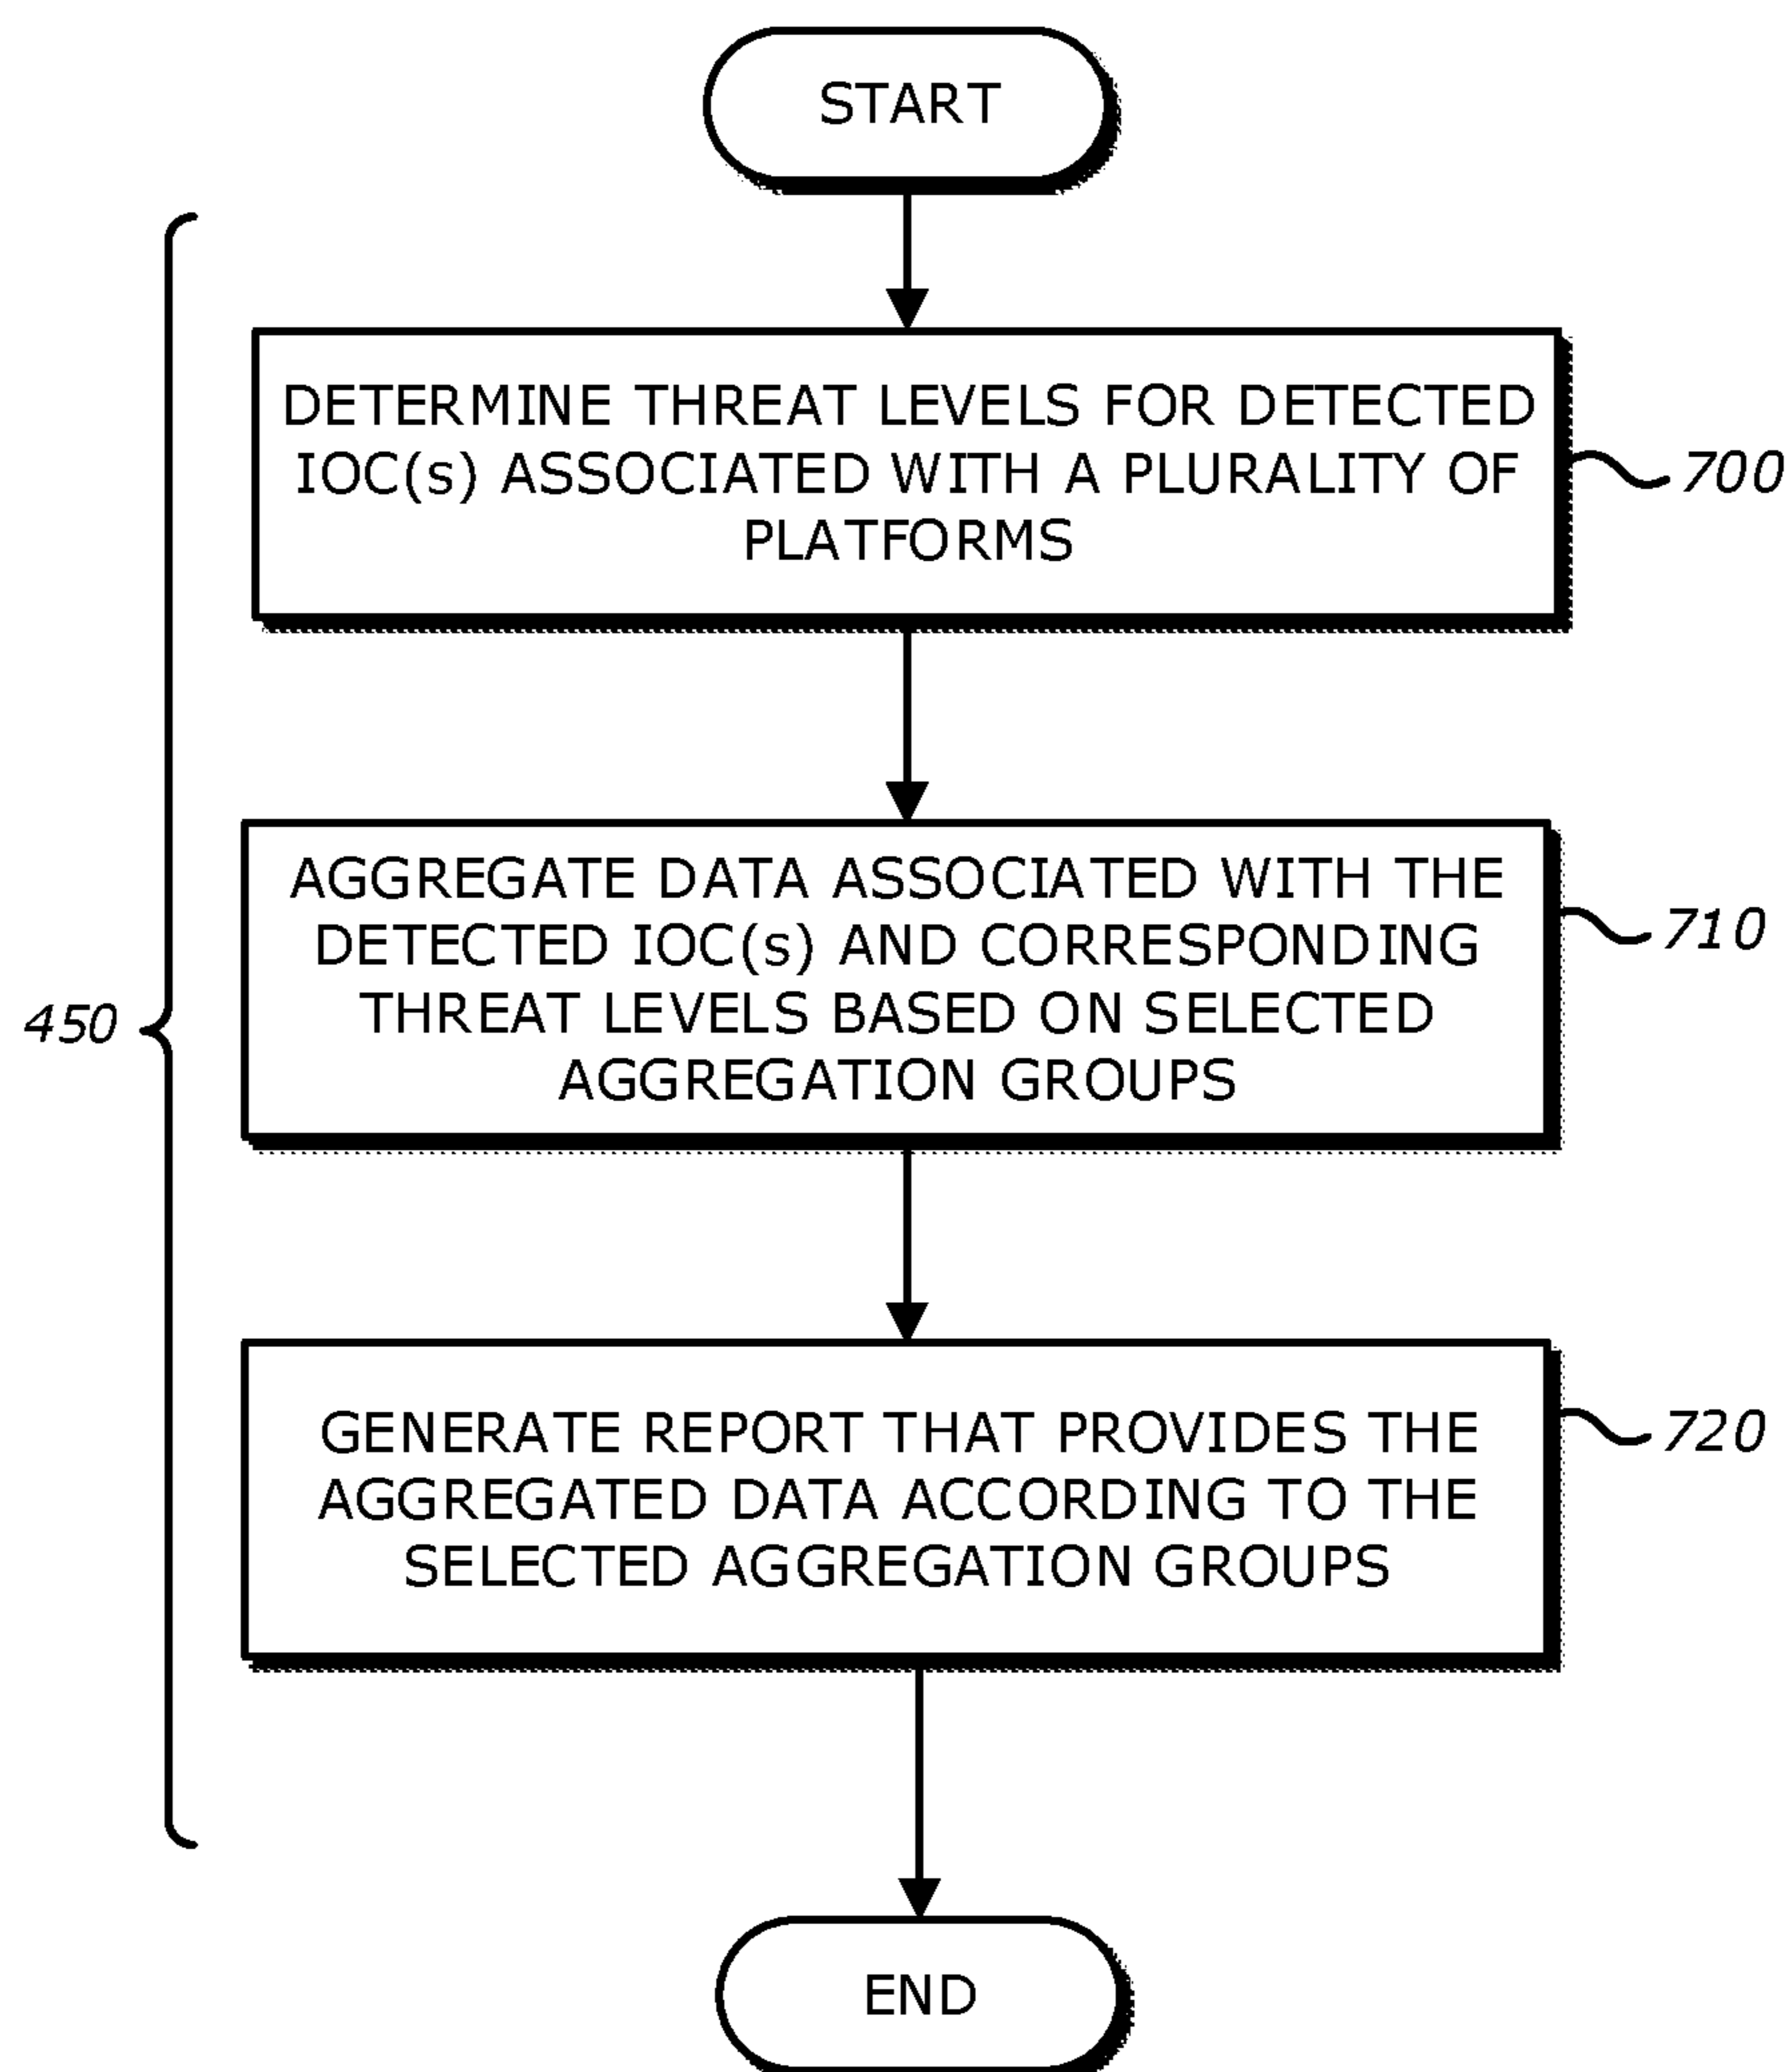 START
DETERMINE THREAT LEVELS FOR DETECTED
IOC(s) ASSOCIATED WITH A PLURALITY OF
PLATFORMS
700
AGGREGATE DATA ASSOCIATED WITH THE
DETECTED IOC(s) AND CORRESPONDING
THREAT LEVELS BASED ON SELECTED
AGGREGATION GROUPS
710
450
GENERATE REPORT THAT PROVIDES THE
AGGREGATED DATA ACCORDING TO THE
SELECTED AGGREGATION GROUPS
720
END